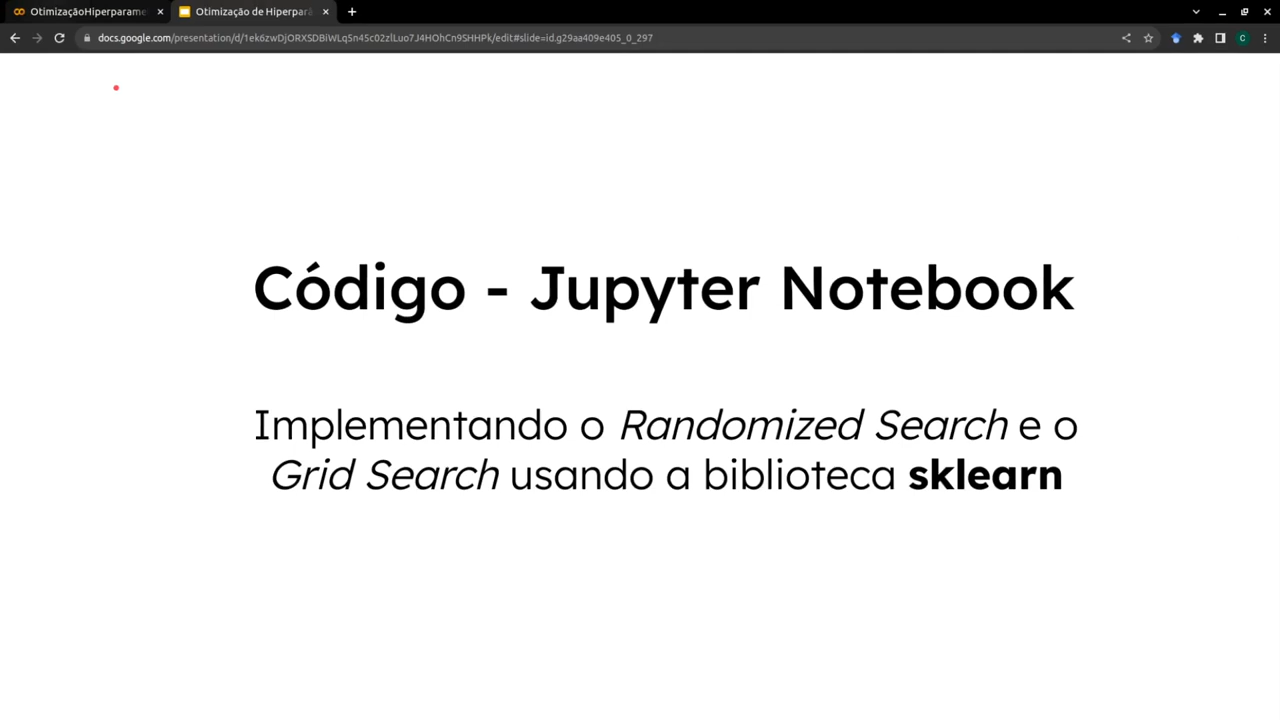 OtimizaçãoHiperparame
Otimização de Hiperparâ
docs.google.com/presentation/d/1ek6zwDjORXSDBiWLq5n45c02zlLuo7J4HOhCn9SHHPk/edit#slide=id.g29aa409e405_0_297
C
Código - Jupyter Notebook
Implementando o Randomized Search e o
Grid Search usando a biblioteca sklearn